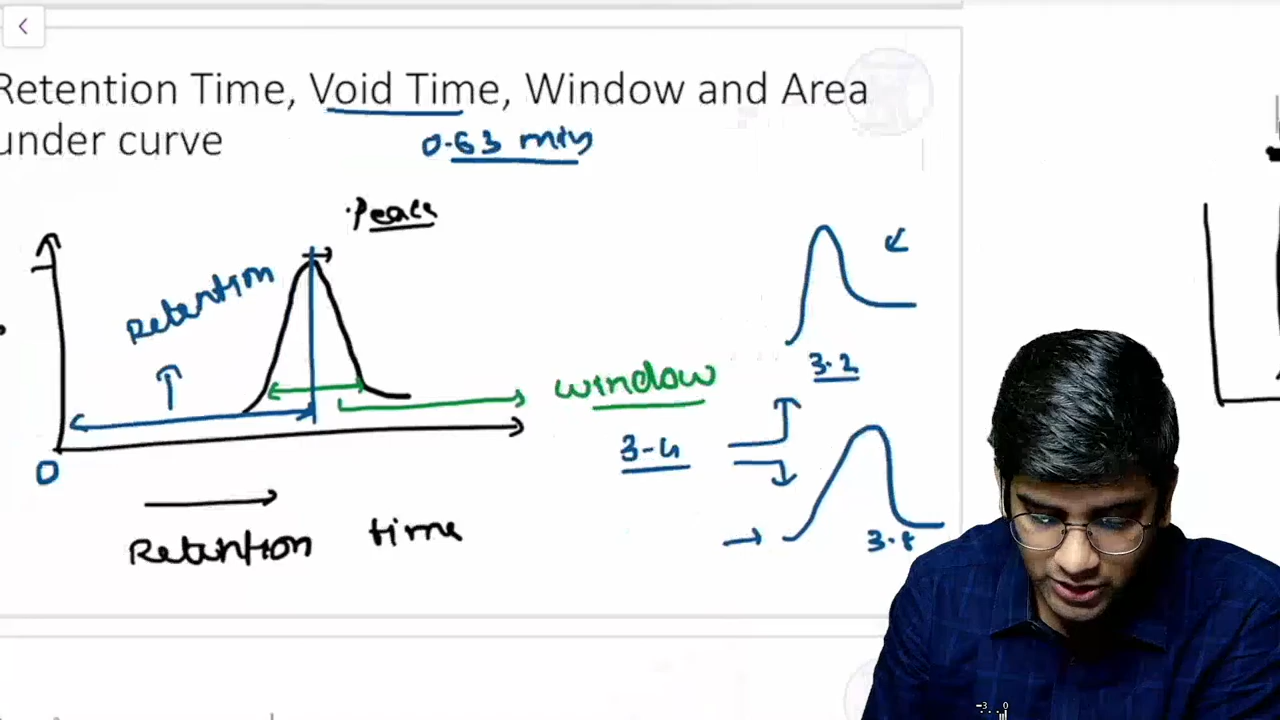 Retention Time, Void Time, Window and Area
under curve
0.63 min
Peak
Retention
3.2
window
3-4
0
3.8
Retention time